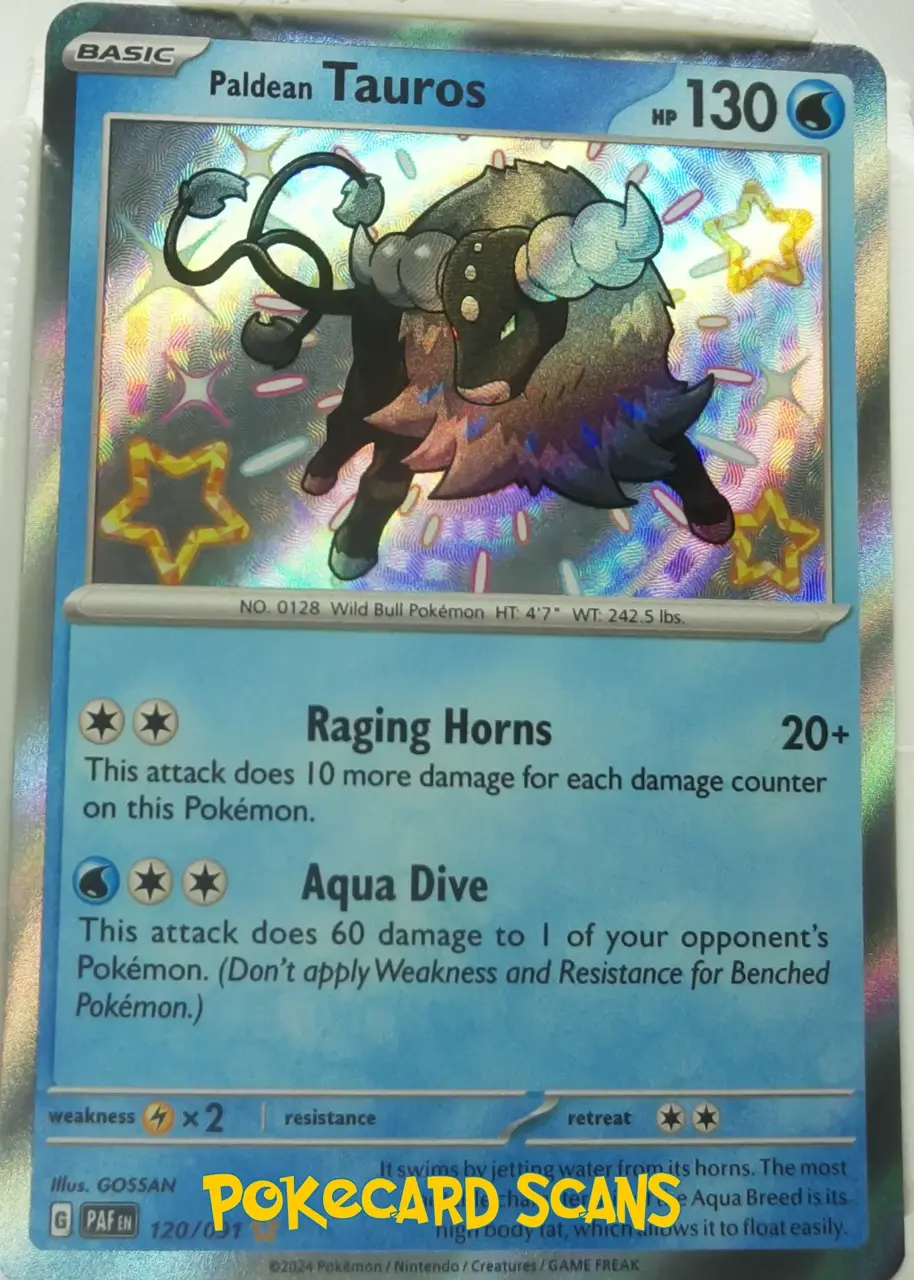 BASIC
Paldean Tauros HP 130
NO. 0128 Wild Bull Pokémon HT: 4'7" WT: 242.5 lbs.
Raging Horns 20+
This attack does 10 more damage for each damage counter
on this Pokémon.
Aqua Dive
This attack does 60 damage to 1 of your opponent's
Pokémon. (Don't apply Weakness and Resistance for Benched
Pokémon.)
weakness ×2 resistance retreat
It swims by jetting water from its horns. The most
Aqua Breed is its
high body fat, which allows it to float easily.
Illus. GOSSAN
POKECARD SCANS
G PAF EN 120/091
©2024 Pokémon / Nintendo / Creatures / GAME FREAK